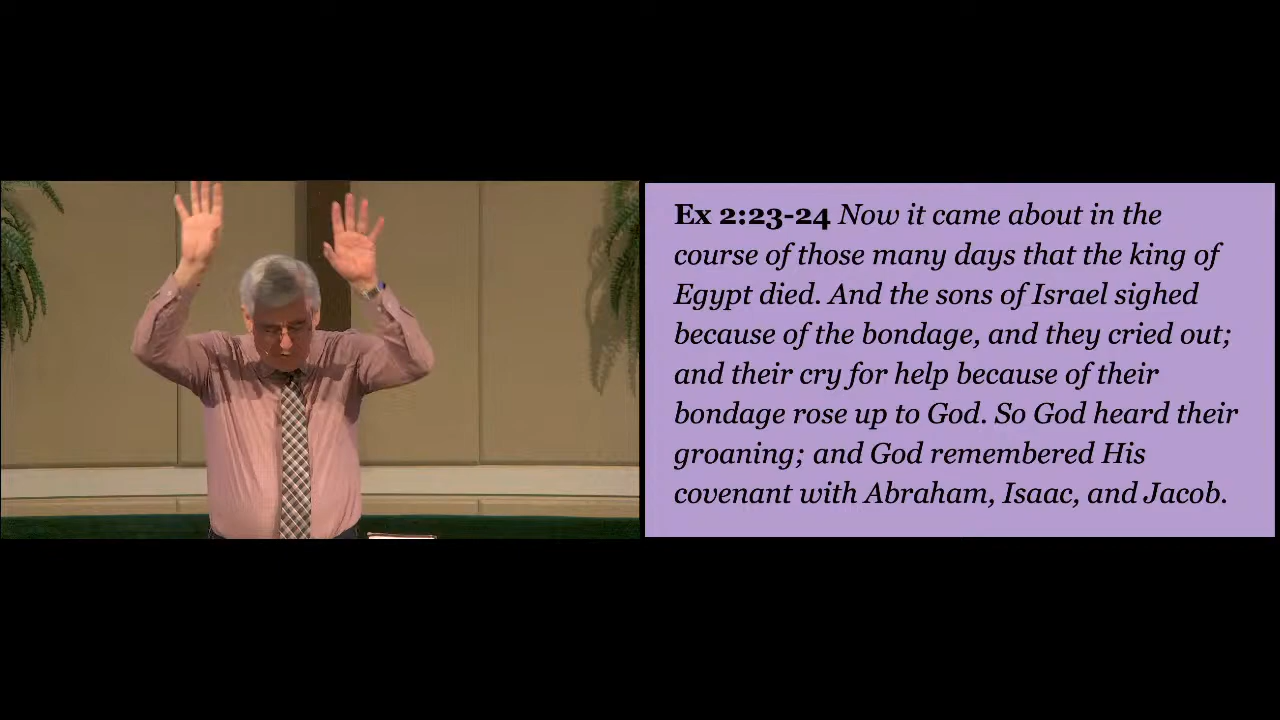 Ex 2:23-24 Now it came about in the
course of those many days that the king of
Egypt died. And the sons of Israel sighed
because of the bondage, and they cried out;
and their cry for help because of their
bondage rose up to God. So God heard their
groaning; and God remembered His
covenant with Abraham, Isaac, and Jacob.